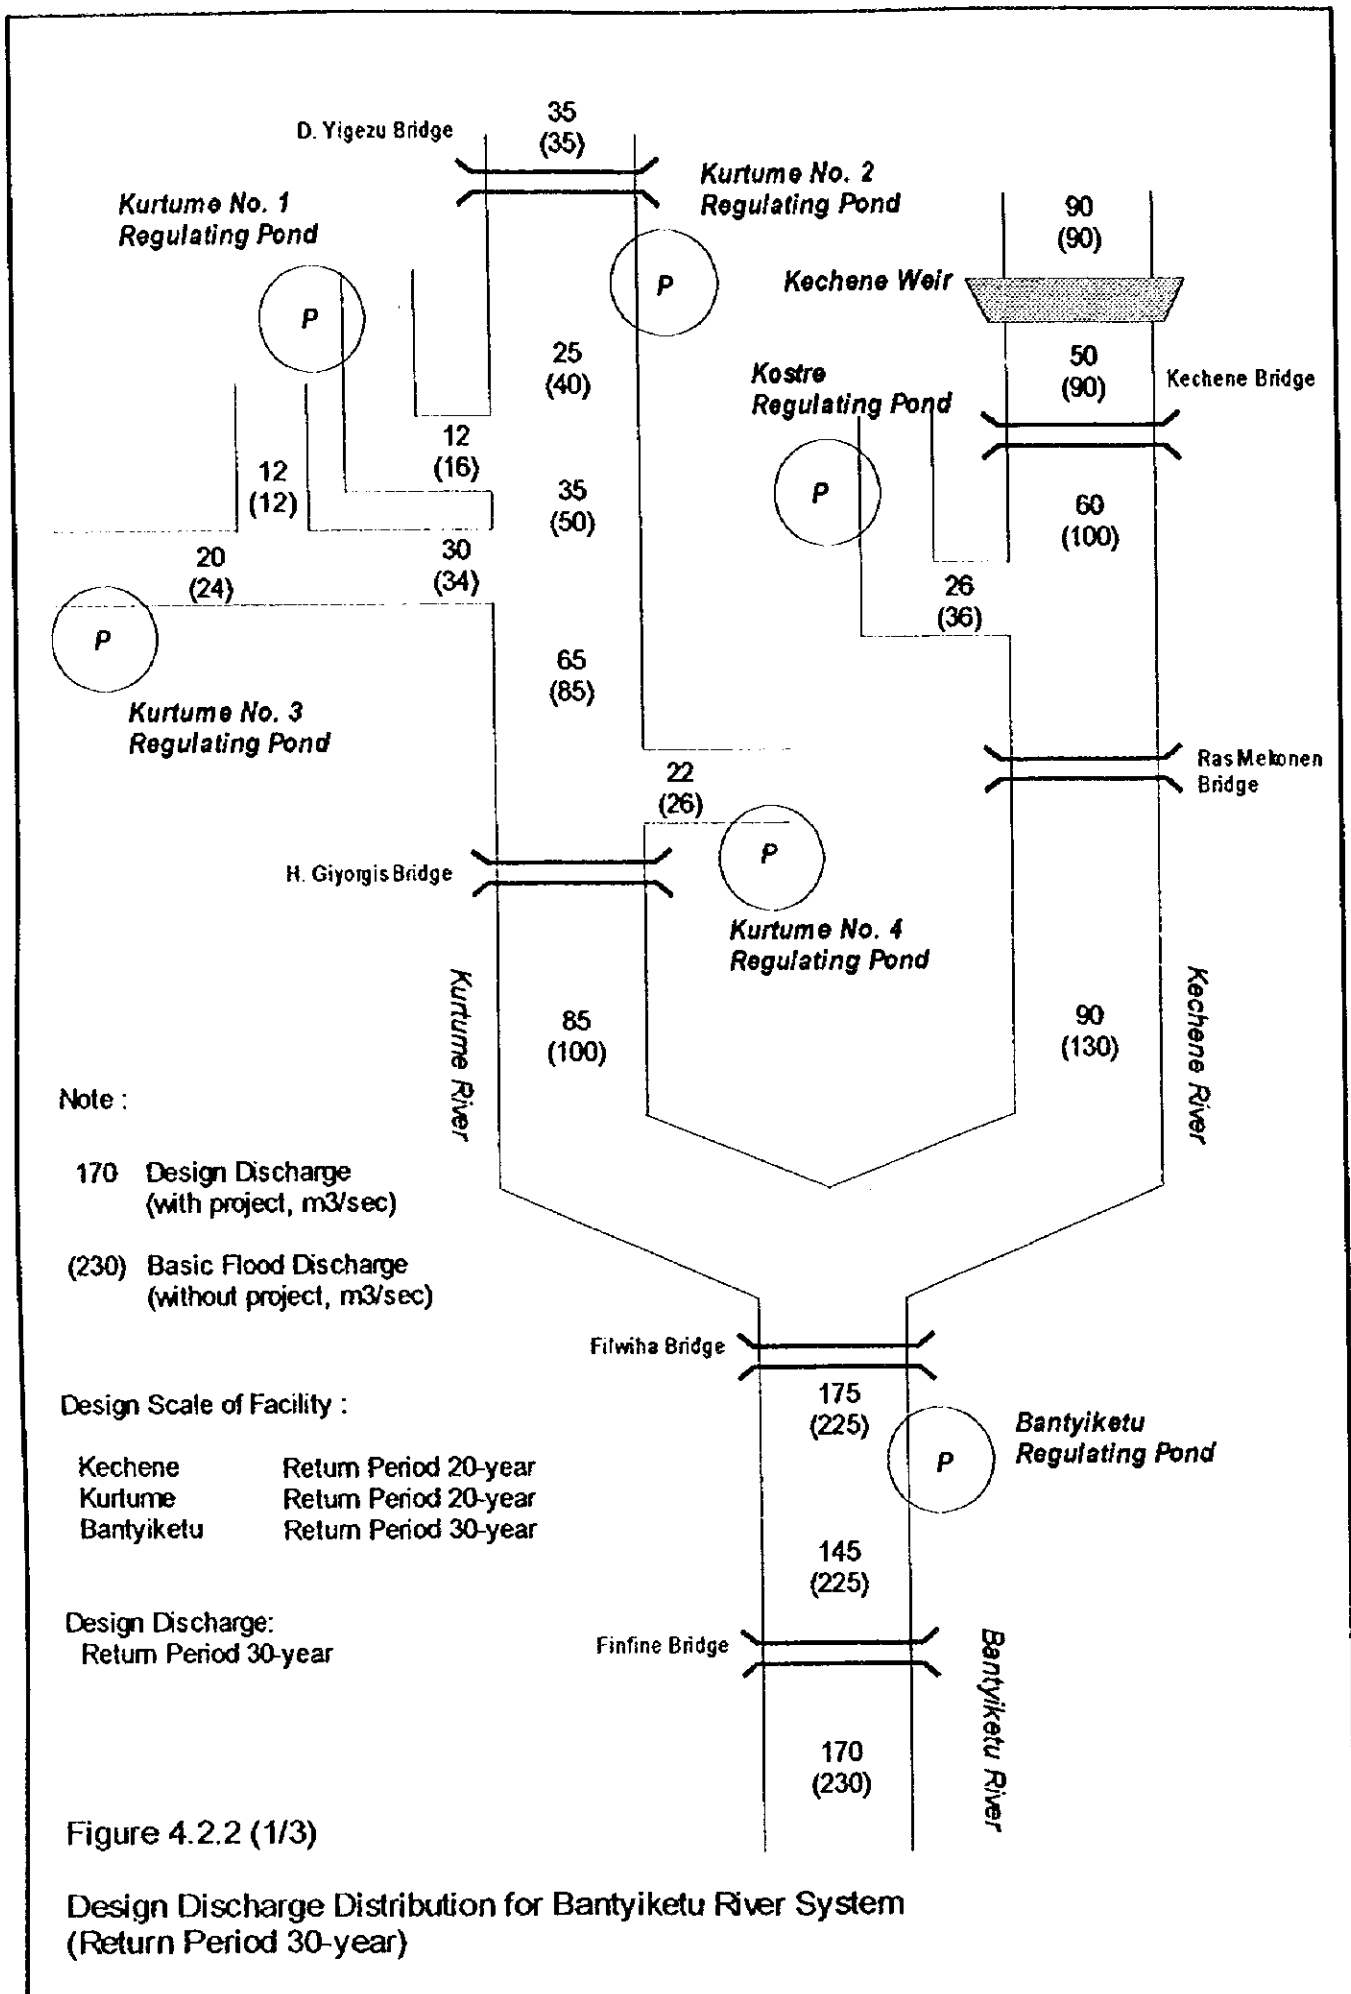 35
(35)
D. Yigezu Bridge
Kurtume No. 1
Regulating Pond
Kurtume No. 2
Regulating Pond
90
(90)
P
P
Kechene Weir
25
(40)
50
(90)
Kechene Bridge
Kostre
Regulating Pond
12
(16)
12
(12)
35
(50)
P
60
(100)
20
(24)
30
(34)
26
(36)
P
65
(85)
Kurtume No. 3
Regulating Pond
22
(26)
Ras Mekonen
Bridge
H. Giyorgis Bridge
P
Kurtume No. 4
Regulating Pond
Kurtume River
85
(100)
90
(130)
Kechene River
Note :
170 Design Discharge
(with project, m3/sec)
(230) Basic Flood Discharge
(without project, m3/sec)
Filwiha Bridge
175
(225)
Bantyiketu
Regulating Pond
P
Design Scale of Facility :
Kechene Return Period 20-year
Kurtume Return Period 20-year
Bantyiketu Return Period 30-year
145
(225)
Design Discharge:
Return Period 30-year
Finfine Bridge
Bantyiketu River
170
(230)
Figure 4.2.2 (1/3)
Design Discharge Distribution for Bantyiketu River System
(Return Period 30-year)